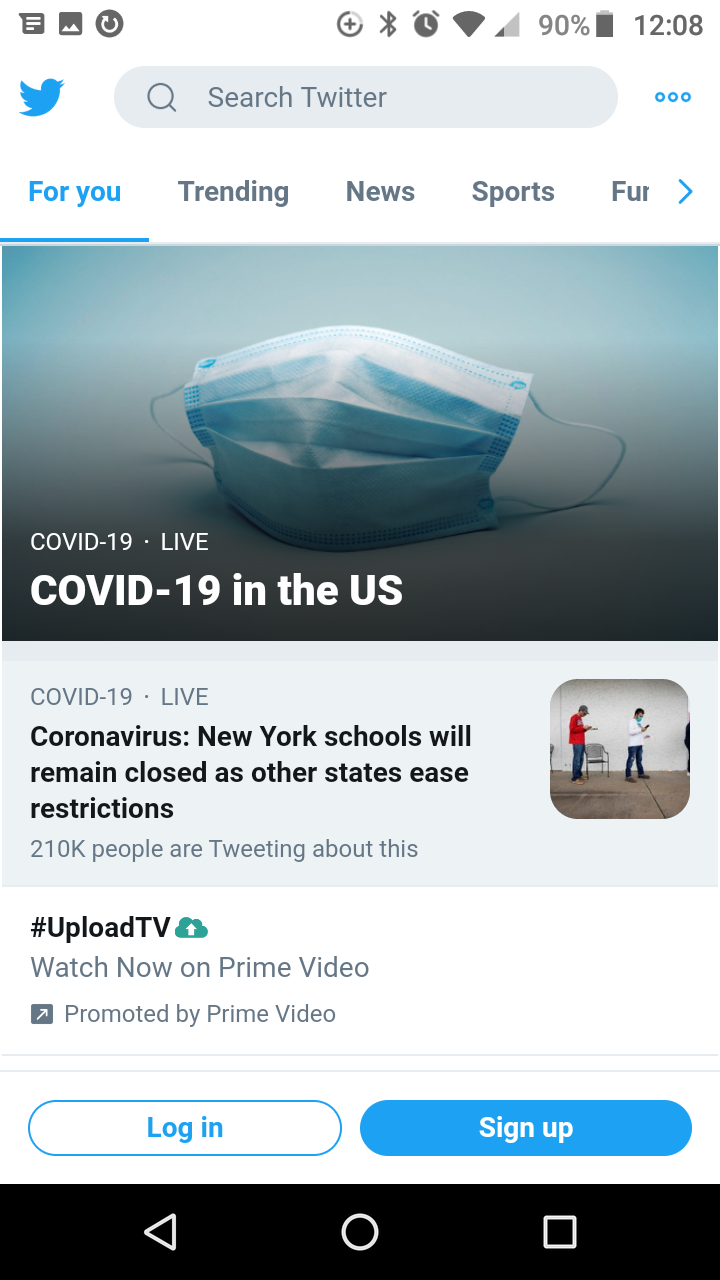 90% 12:08
Search Twitter
For you Trending News Sports Fun
COVID-19 · LIVE
COVID-19 in the US
COVID-19 · LIVE
Coronavirus: New York schools will
remain closed as other states ease
restrictions
210K people are Tweeting about this
#UploadTV
Watch Now on Prime Video
Promoted by Prime Video
Log in Sign up